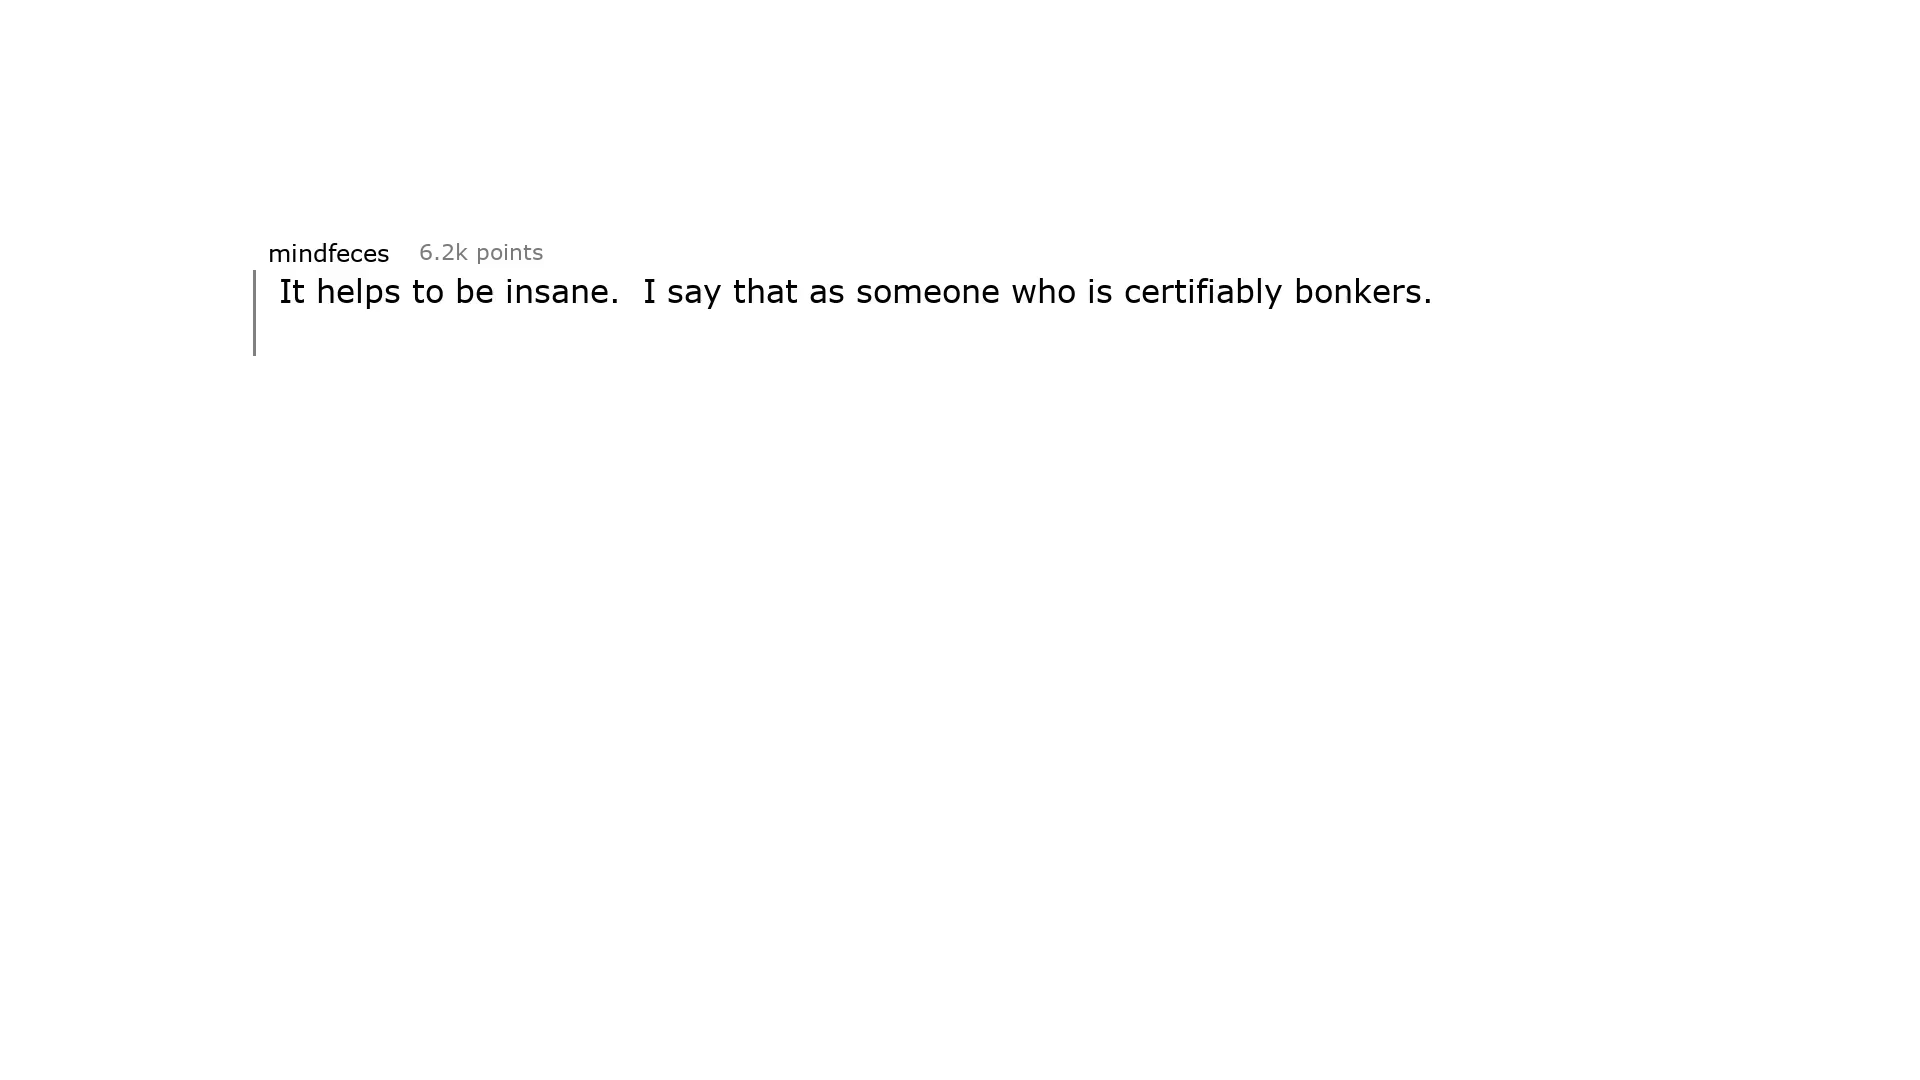 mindfeces 6.2k points
It helps to be insane.  I say that as someone who is certifiably bonkers.